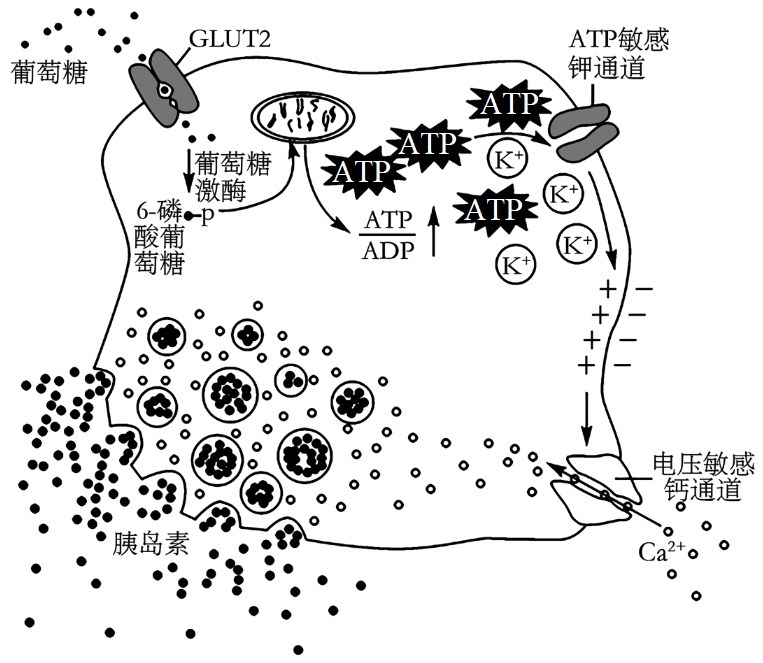 GLUT2
葡萄糖
ATP敏感
钾通道
ATP
ATP
ATP
ATP
K⁺
K⁺
K⁺
K⁺
葡萄糖
激酶
6-磷
酸葡
萄糖
p
ATP
ADP
+ −
+ −
+ −
+ −
电压敏感
钙通道
Ca²⁺
胰岛素